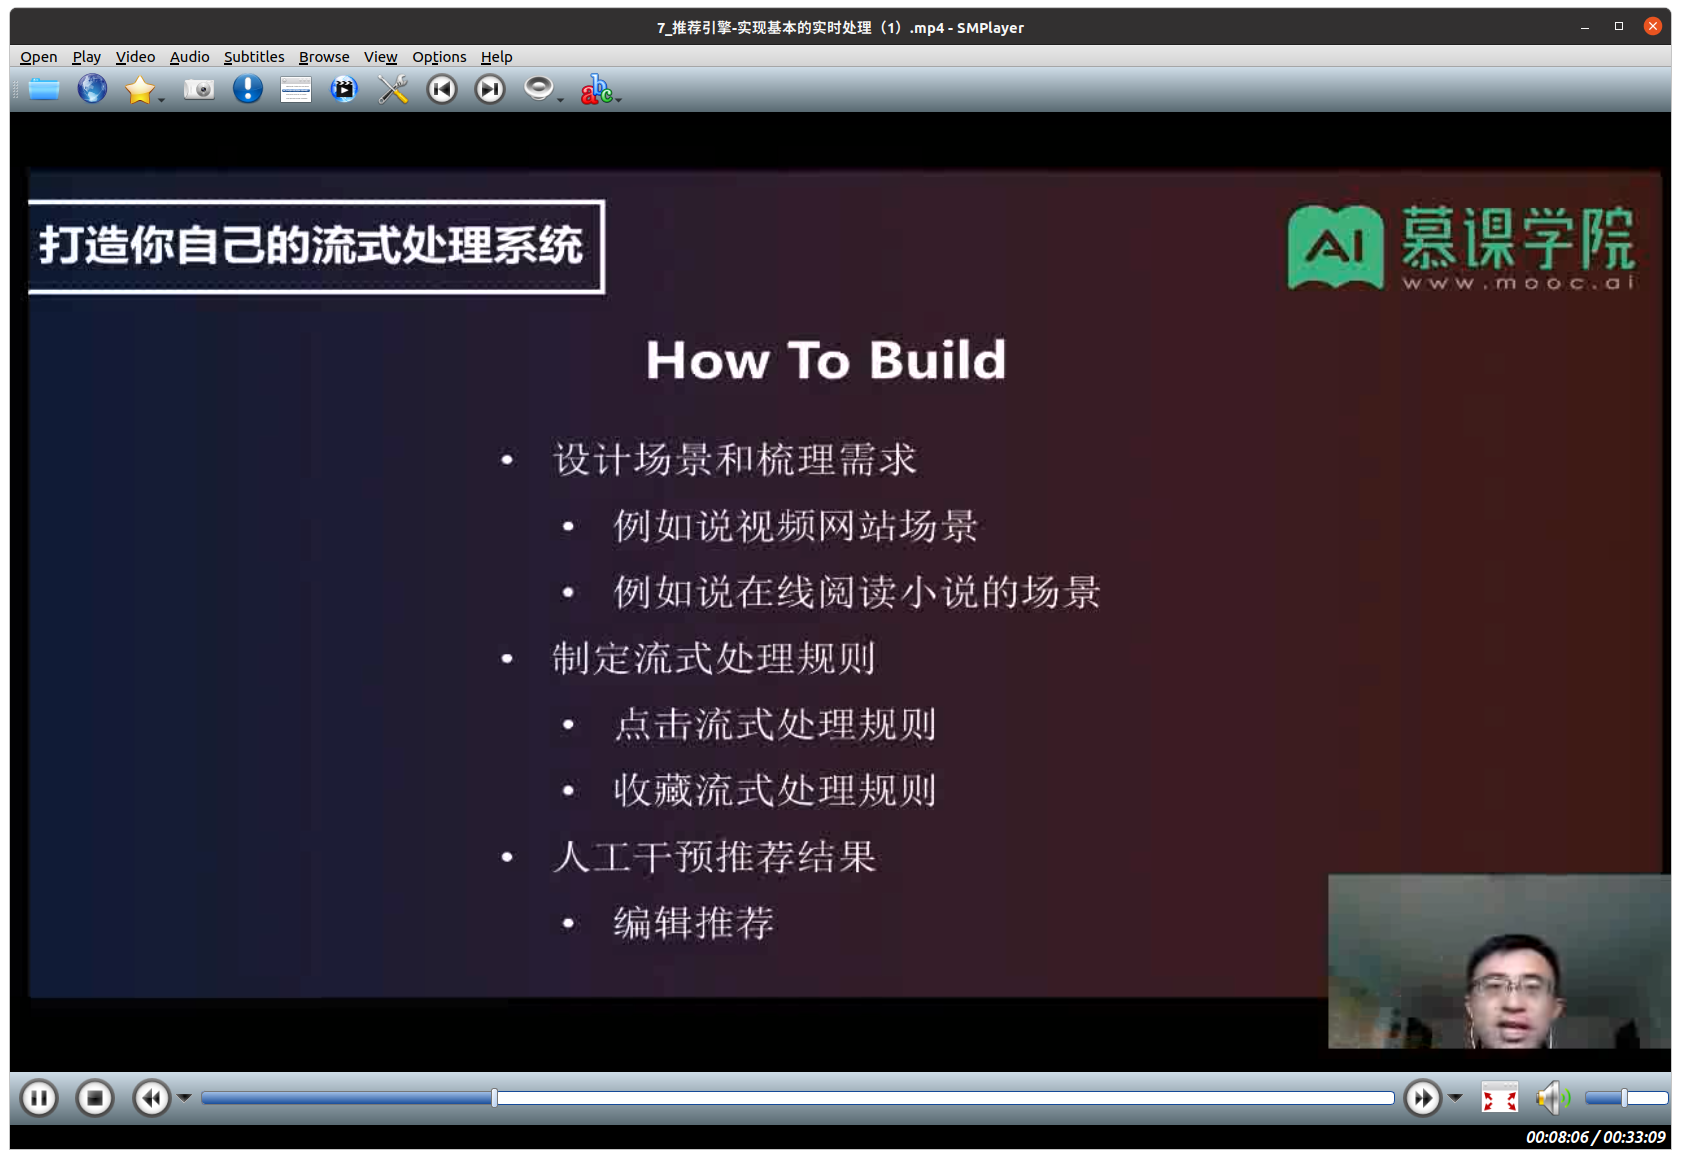 7_推荐引擎-实现基本的实时处理（1）.mp4 - SMPlayer
Open Play Video Audio Subtitles Browse View Options Help
abc
打造你自己的流式处理系统
AI 慕课学院
www.mooc.ai
How To Build
• 设计场景和梳理需求
• 例如说视频网站场景
• 例如说在线阅读小说的场景
• 制定流式处理规则
• 点击流式处理规则
• 收藏流式处理规则
• 人工干预推荐结果
• 编辑推荐
00:08:06 / 00:33:09